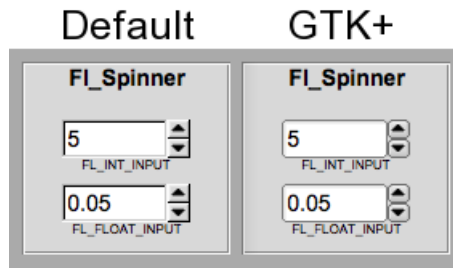 Default GTK+
Fl_Spinner Fl_Spinner
5 5
FL_INT_INPUT FL_INT_INPUT
0.05 0.05
FL_FLOAT_INPUT FL_FLOAT_INPUT